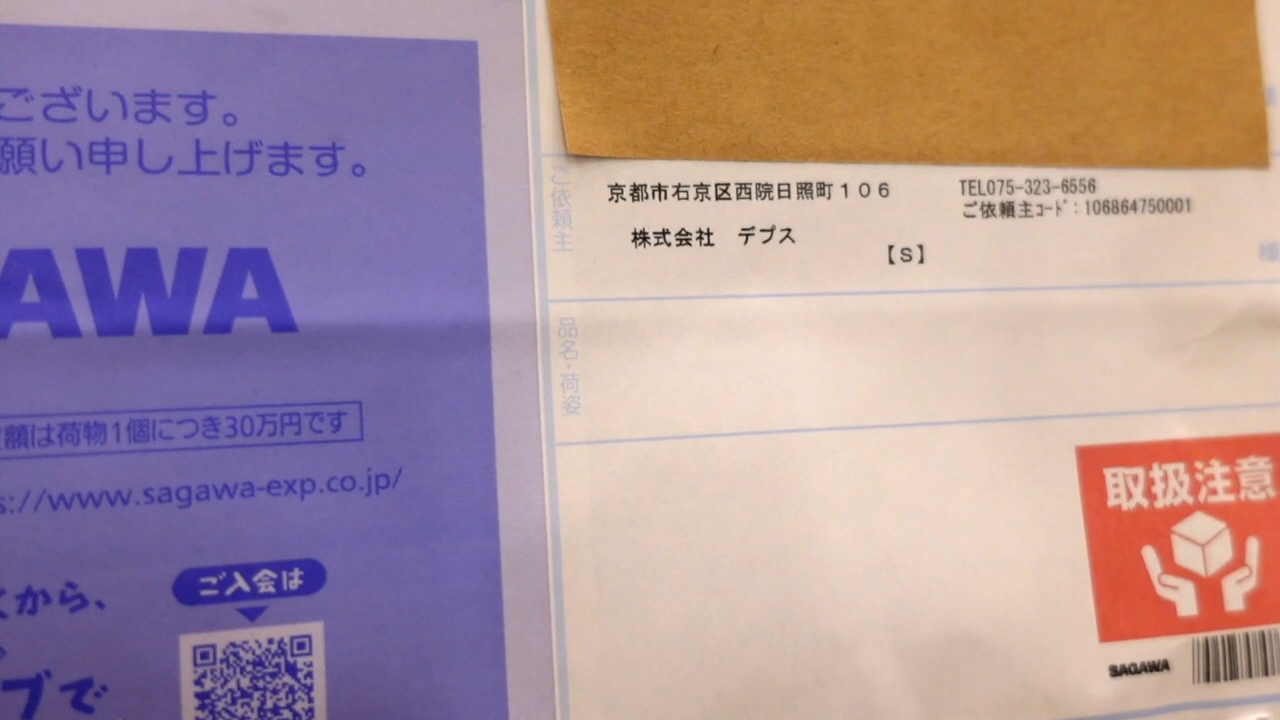 ございます。
願い申し上げます。
AWA
額は荷物1個につき30万円です
s://www.sagawa-exp.co.jp/
から、
ブで
ご入会は
ご依頼主
京都市右京区西院日照町１０６
TEL075-323-6556
ご依頼主ｺｰﾄﾞ:106864750001
株式会社　デプス
【S】
様
品名・荷姿
取扱注意
SAGAWA